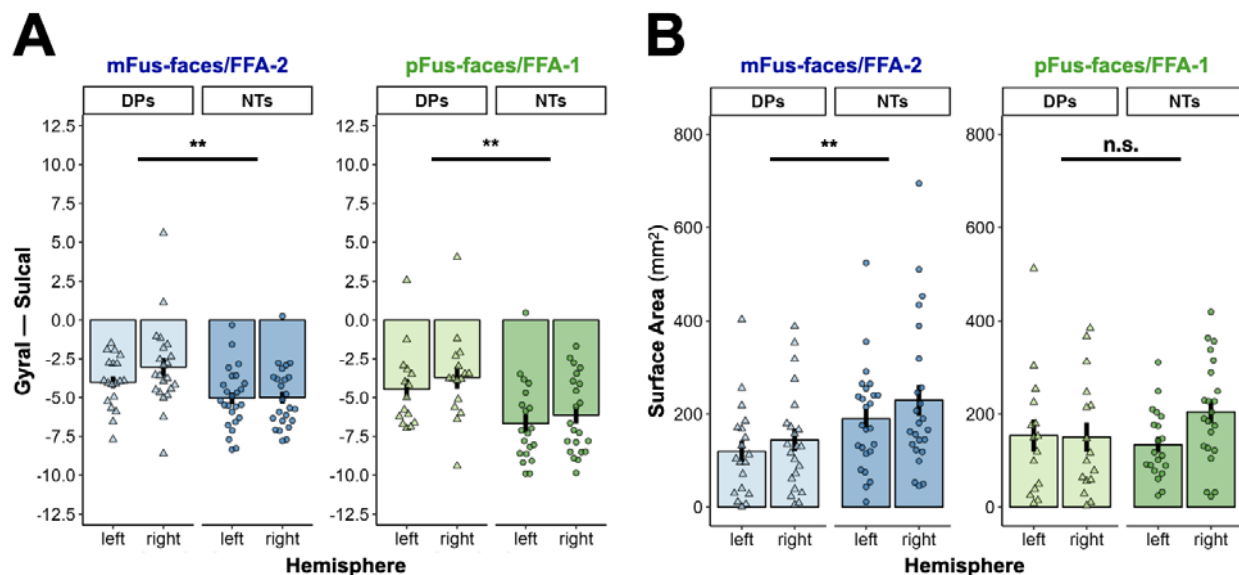 A
mFus-faces/FFA-2
pFus-faces/FFA-1
DPs
NTs
DPs
NTs
**
**
Gyral — Sulcal
12.5
10.0
7.5
5.0
2.5
0.0
-2.5
-5.0
-7.5
-10.0
-12.5
12.5
10.0
7.5
5.0
2.5
0.0
-2.5
-5.0
-7.5
-10.0
-12.5
left right left right
left right left right
Hemisphere
B
mFus-faces/FFA-2
pFus-faces/FFA-1
DPs
NTs
DPs
NTs
**
n.s.
Surface Area (mm²)
800
600
400
200
0
800
600
400
200
0
left right left right
left right left right
Hemisphere